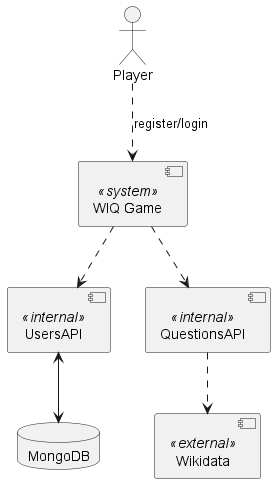 Player
register/login
«system»
WIQ Game
«internal»
UsersAPI
«internal»
QuestionsAPI
MongoDB
«external»
Wikidata